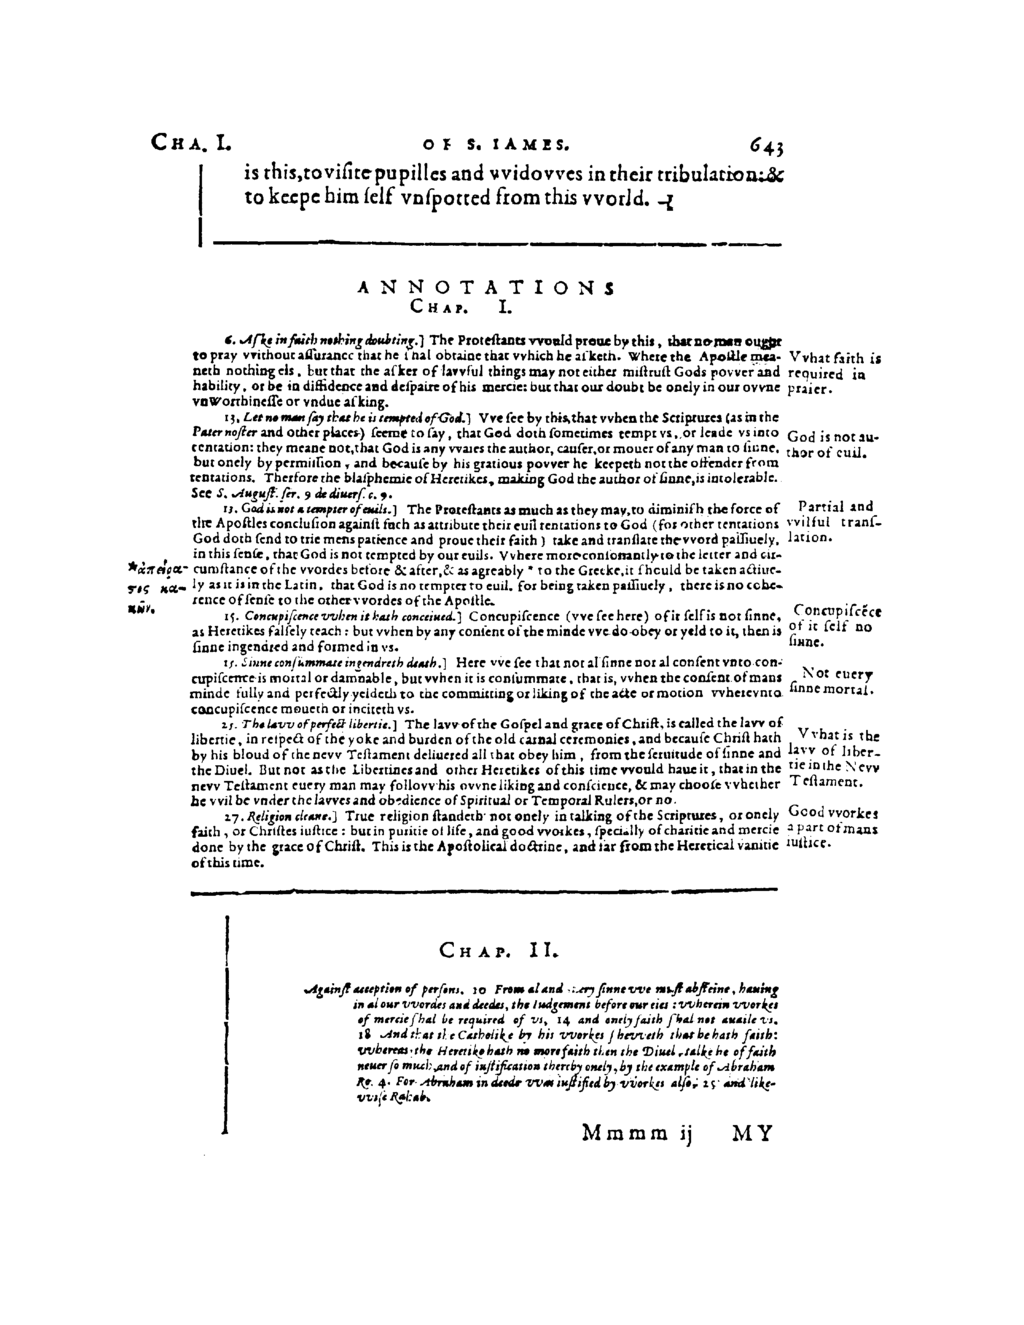 CHA. I. OF S. IAMES. 643
is this, to visite pupilles and vvidovves in their tribulation: &
to keepe him self vnspotted from this vvorld. ⊣
ANNOTATIONS
CHAP. I.
6. Aske in faith nothing doubting.] The Protestants vvould proue by this, that no man ought
to pray vvithout assurance that he shal obtaine that vvhich he asketh. Where the Apostle mea-
neth nothing els, but that the asker of lavvful things may not either mistrust Gods povver and
hability, or be in diffidence and despaire of his mercie: but that our doubt be onely in our ovvne
vnWorthinesse or vndue asking.
Vvhat faith is
required in
praier.
13. Let no man say that he is tempted of God.] Vve see by this, that vvhen the Scriptures (as in the
Pater noster and other places) seeme to say, that God doth sometimes tempt vs, or leade vs into
tentation: they meane not, that God is any vvaies the author, causer, or mouer of any man to sinne,
but onely by permission, and because by his gratious povver he keepeth not the offender from
tentations. Therfore the blasphemie of Heretikes, making God the author of sinne, is intolerable.
See S. August. ser. 9 de diuers. c. 9.
God is not au-
thor of euil.
13. God is not a tempter of euils.] The Protestants as much as they may, to diminish the force of
the Apostles conclusion against such as attribute their euil tentations to God (for other tentations
God doth send to trie mens patience and proue their faith) take and translate the vvord passiuely,
in this sense, that God is not tempted by our euils. Vvhere more consonantly to the letter and cir-
cumstance of the vvordes before & after, & as agreably * to the Greeke, it should be taken actiue-
ly as it is in the Latin, that God is no tempter to euil. for being taken passiuely, there is no cohe-
rence of sense to the other vvordes of the Apostle.
Partial and
vvilful trans-
lation.
*ἀπείρα-
στς κα-
κῶν.
15. Concupiscence vvhen it hath conceiued.] Concupiscence (vve see here) of it self is not sinne,
as Heretikes falsely teach: but vvhen by any consent of the minde vve do obey or yeld to it, then is
sinne ingendred and formed in vs.
Concupiscēce
of it self no
sinne.
15. Sinne consummate ingendreth death.] Here vve see that not al sinne nor al consent vnto con-
cupiscence is mortal or damnable, but vvhen it is consummate, that is, vvhen the consent of mans
minde fully and perfectly yeldeth to the committing or liking of the acte or motion vvherevnto
concupiscence moueth or inciteth vs.
Not euery
sinne mortal.
25. The lavv of perfect libertie.] The lavv of the Gospel and grace of Christ, is called the lavv of
libertie, in respect of the yoke and burden of the old carnal ceremonies, and because Christ hath
by his bloud of the nevv Testament deliuered all that obey him, from the seruitude of sinne and
the Diuel. But not as the Libertines and other Heretikes of this time vvould haue it, that in the
nevv Testament euery man may follovv his ovvne liking and conscience, & may choose vvhether
he vvil be vnder the lavves and obedience of Spiritual or Temporal Rulers, or no.
Vvhat is the
lavv of liber-
tie in the Nevv
Testament.
27. Religion cleane.] True religion standeth not onely in talking of the Scriptures, or onely
faith, or Christes iustice: but in puritie of life, and good vvorkes, specially of charitie and mercie
done by the grace of Christ. This is the Apostolical doctrine, and far from the Heretical vanitie
of this time.
Good vvorkes
a part of mans
iustice.
CHAP. II.
Against acception of persons. 10 From al and euery sinne vve must absteine, hauing
in al our vvordes and deedes, the Iudgement before our eies: vvherein vvorkes
of mercie shal be required of vs, 14 and onely faith shal not auaile vs.
18 And that the Catholike by his vvorkes shevveth that he hath faith:
vvhereas the Heretike hath no more faith then the Diuel, talke he of faith
neuer so much, and of iustification thereby onely, by the example of Abraham
Ro. 4. For Abraham in deede vvas iustified by vvorkes also, 25 and like-
vvise Rahab.
Mmmm ij MY